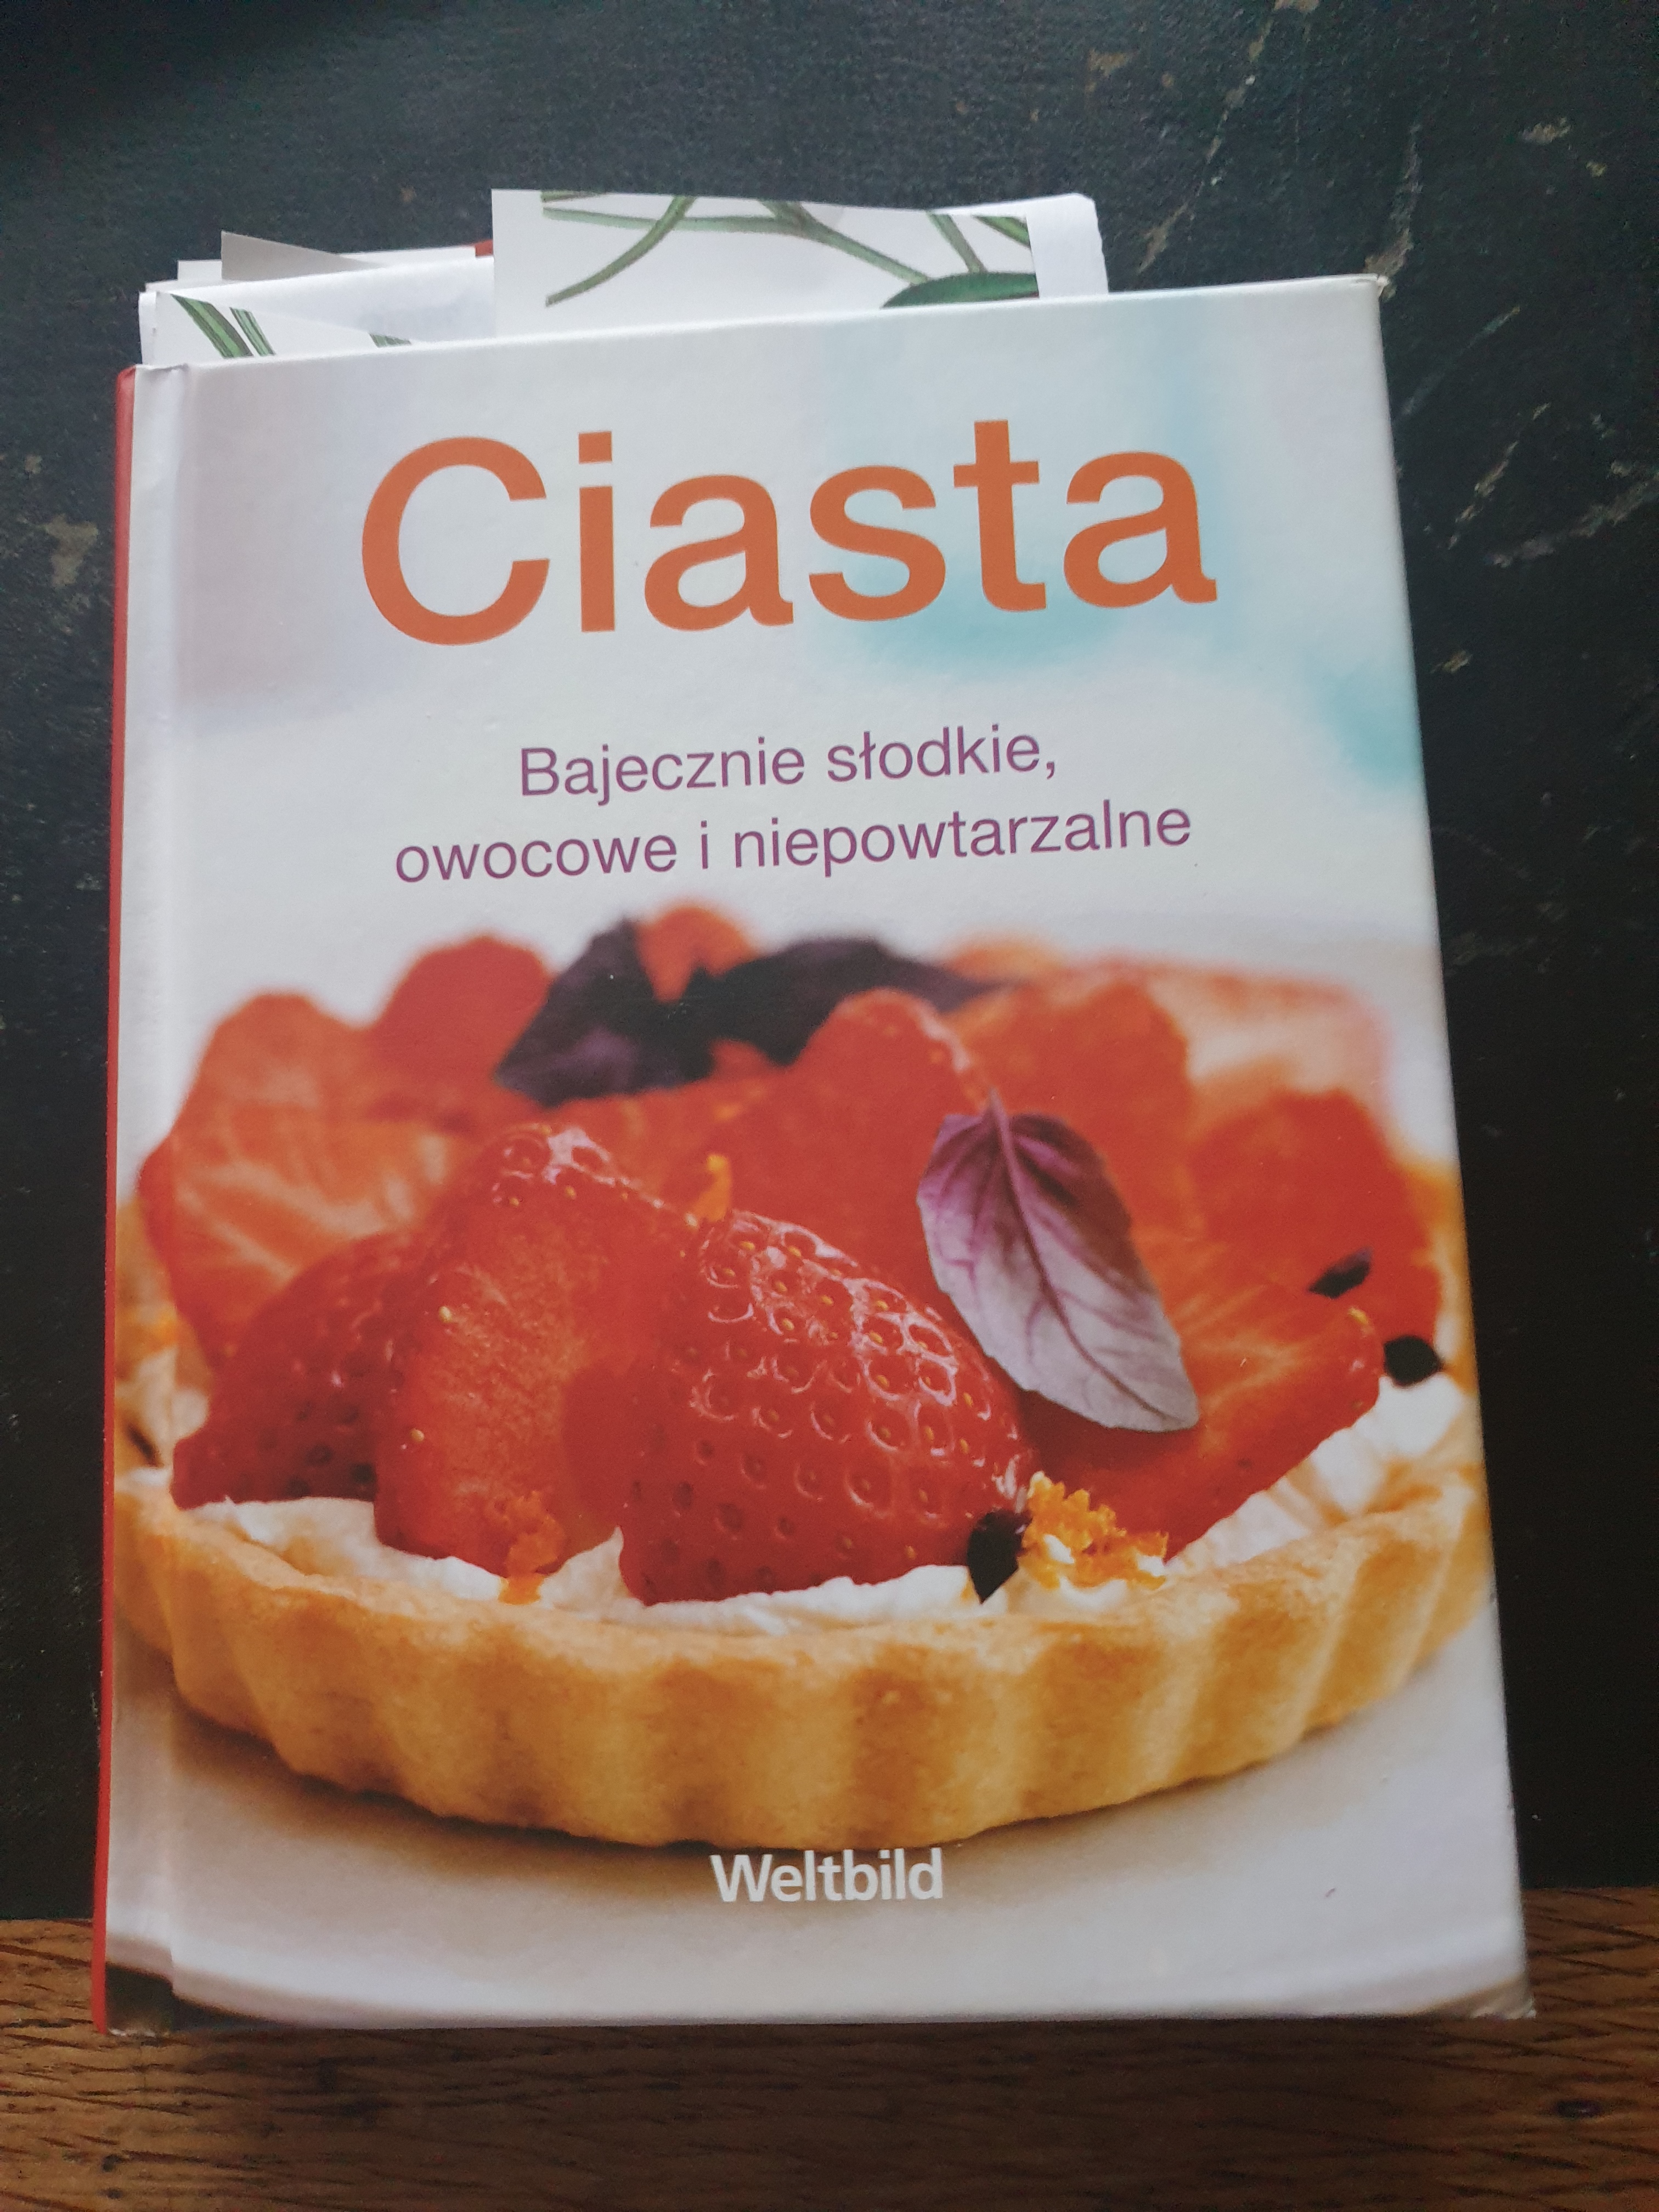 Ciasta
Bajecznie słodkie,
owocowe i niepowtarzalne
Weltbild